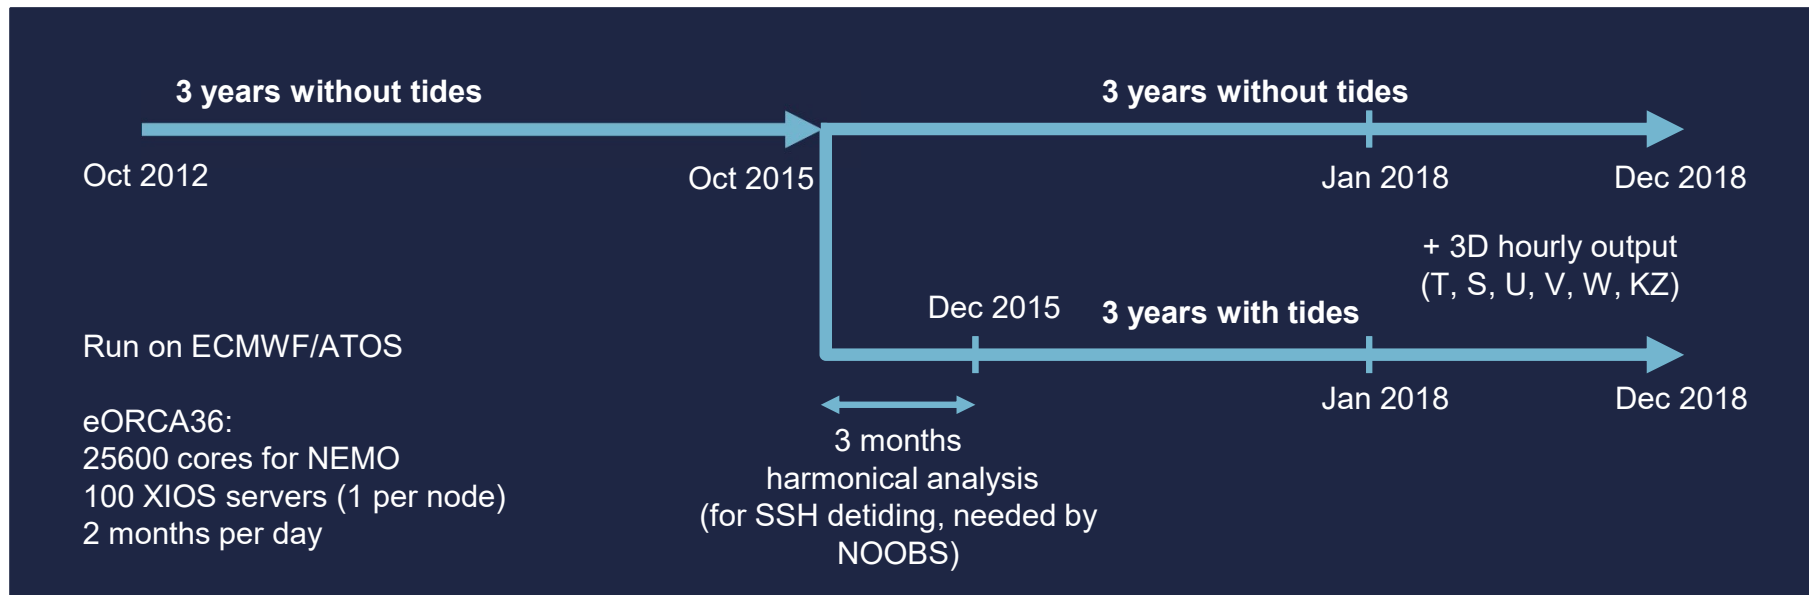 3 years without tides
3 years without tides
Oct 2012
Oct 2015
Jan 2018
Dec 2018
+ 3D hourly output
(T, S, U, V, W, KZ)
Dec 2015
3 years with tides
Run on ECMWF/ATOS
Jan 2018
Dec 2018
eORCA36:
25600 cores for NEMO
100 XIOS servers (1 per node)
2 months per day
3 months
harmonical analysis
(for SSH detiding, needed by
NOOBS)